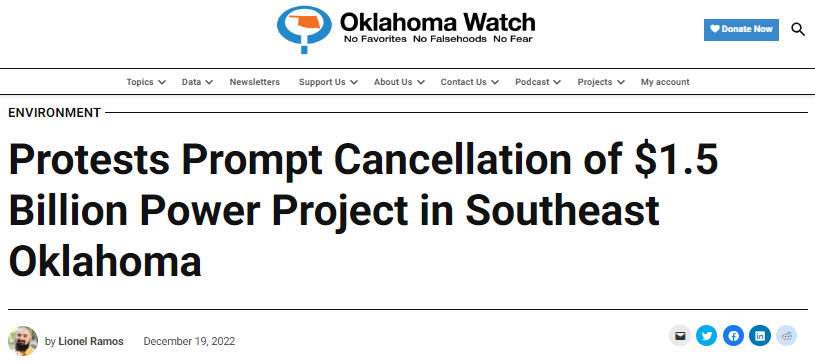 Oklahoma Watch
No Favorites No Falsehoods No Fear
Donate Now
Topics Data Newsletters Support Us About Us Contact Us Podcast Projects My account
ENVIRONMENT
Protests Prompt Cancellation of $1.5
Billion Power Project in Southeast
Oklahoma
by Lionel Ramos December 19, 2022